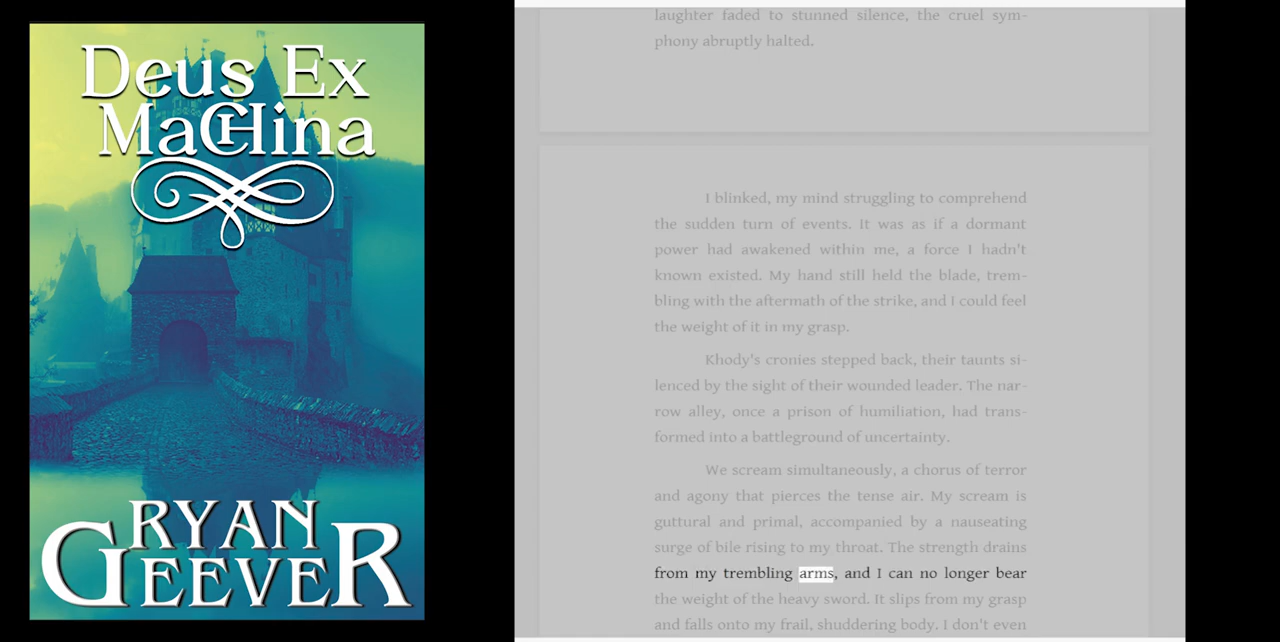 Deus Ex
Machina
RYAN
GEEVER
laughter faded to stunned silence, the cruel sym-
phony abruptly halted.
I blinked, my mind struggling to comprehend
the sudden turn of events. It was as if a dormant
power had awakened within me, a force I hadn't
known existed. My hand still held the blade, trem-
bling with the aftermath of the strike, and I could feel
the weight of it in my grasp.
Khody's cronies stepped back, their taunts si-
lenced by the sight of their wounded leader. The nar-
row alley, once a prison of humiliation, had trans-
formed into a battleground of uncertainty.
We scream simultaneously, a chorus of terror
and agony that pierces the tense air. My scream is
guttural and primal, accompanied by a nauseating
surge of bile rising to my throat. The strength drains
from my trembling arms, and I can no longer bear
the weight of the heavy sword. It slips from my grasp
and falls onto my frail, shuddering body. I don't even